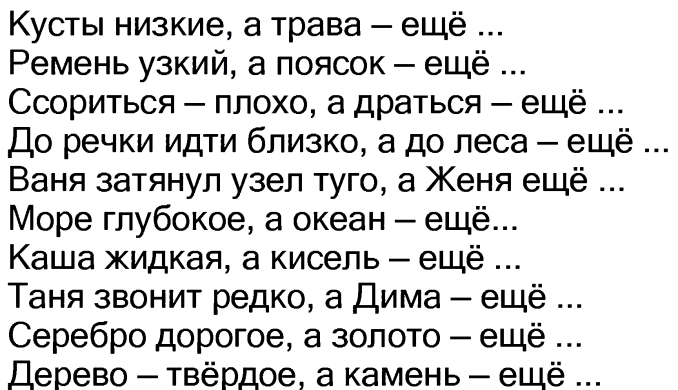 Кусты низкие, а трава – ещё ...
Ремень узкий, а поясок – ещё ...
Ссориться – плохо, а драться – ещё ...
До речки идти близко, а до леса – ещё ...
Ваня затянул узел туго, а Женя ещё ...
Море глубокое, а океан – ещё...
Каша жидкая, а кисель – ещё ...
Таня звонит редко, а Дима – ещё ...
Серебро дорогое, а золото – ещё ...
Дерево – твёрдое, а камень – ещё ...